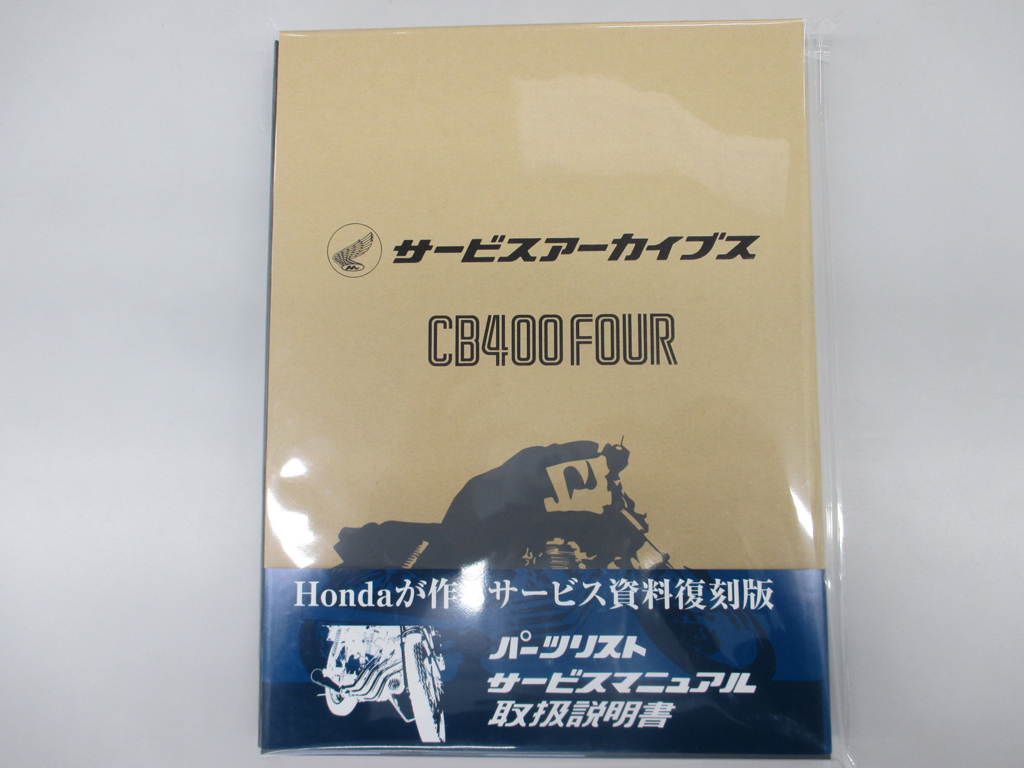 サービスアーカイブス
CB400 FOUR
Hondaが作 サービス資料復刻版
パーツリスト
サービスマニュアル
取扱説明書